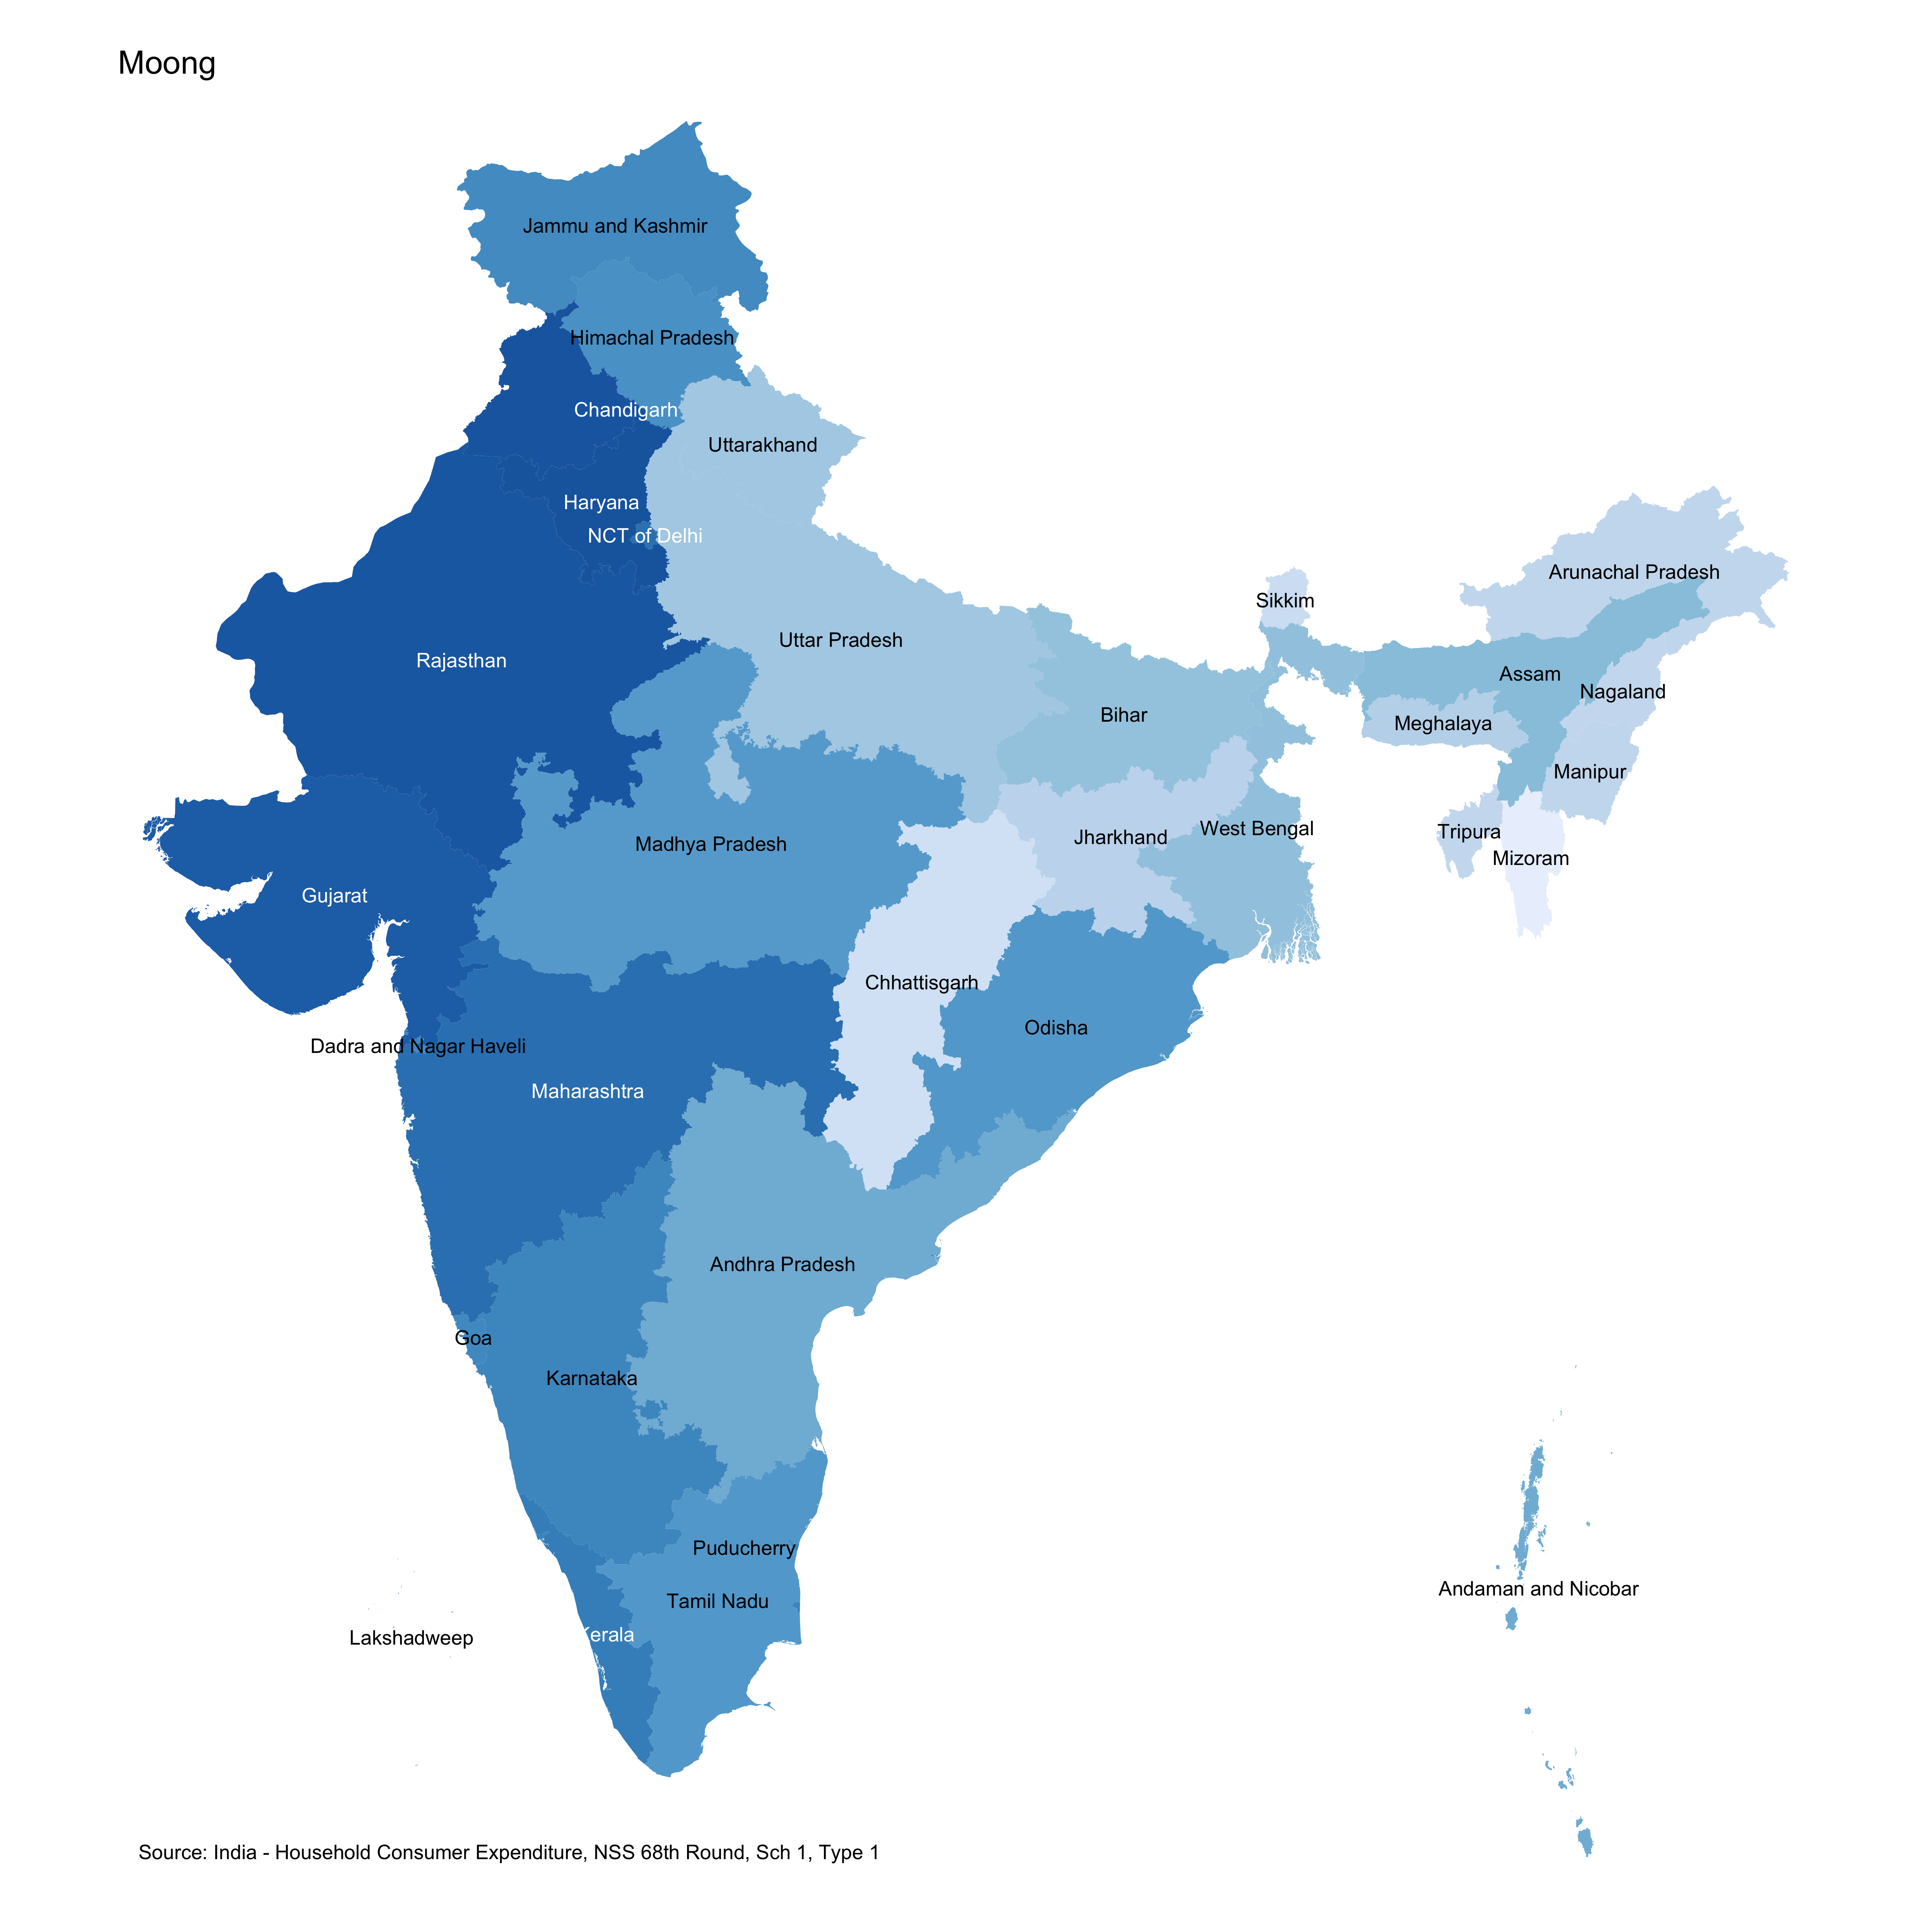 Moong
Jammu and Kashmir
Himachal Pradesh
Chandigarh
Uttarakhand
Haryana
NCT of Delhi
Arunachal Pradesh
Sikkim
Uttar Pradesh
Rajasthan
Assam
Nagaland
Bihar
Meghalaya
Manipur
West Bengal
Tripura
Jharkhand
Madhya Pradesh
Mizoram
Gujarat
Chhattisgarh
Odisha
Dadra and Nagar Haveli
Maharashtra
Andhra Pradesh
Goa
Karnataka
Puducherry
Andaman and Nicobar
Tamil Nadu
Kerala
Lakshadweep
Source: India - Household Consumer Expenditure, NSS 68th Round, Sch 1, Type 1